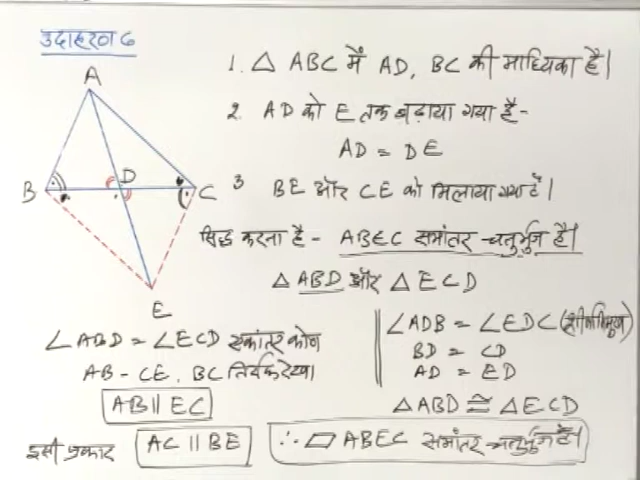 उदाहरण 6
1. △ ABC में AD, BC की माध्यिका है।
2. AD को E तक बढ़ाया गया है-
AD = DE
3 BE और CE को मिलाया गया है।
सिद्ध करना है - ABEC समांतर चतुर्भुज है।
△ ABD और △ ECD
A
B
D
C
E
∠ABD = ∠ECD एकांतर कोण
AB - CE, BC तिर्यक रेखा
AB || EC
इसी प्रकार AC || BE
∠ADB = ∠EDC (शीर्षाभिमुख)
BD = CD
AD = ED
△ABD ≅ △ECD
∴ ▱ ABEC समांतर चतुर्भुज है।